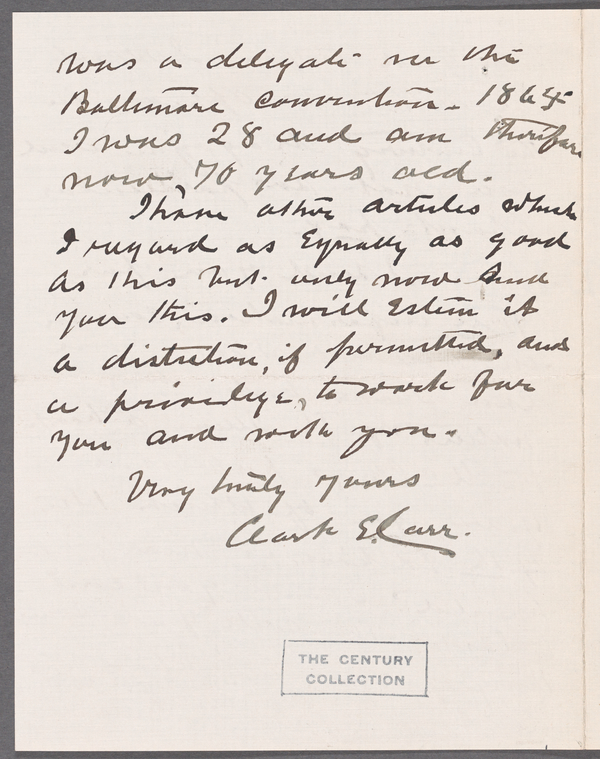 was a delegate in the
Baltimore Convention. 1864
I was 28 and am therefore
now 70 years old.
I have other articles which
I regard as Equally as good
as this but only now send
you this. I will Esteem it
a distinction, if permitted, and
a privilege, to work for
you and with you.
Very truly yours
Clark E. Carr.
THE CENTURY
COLLECTION